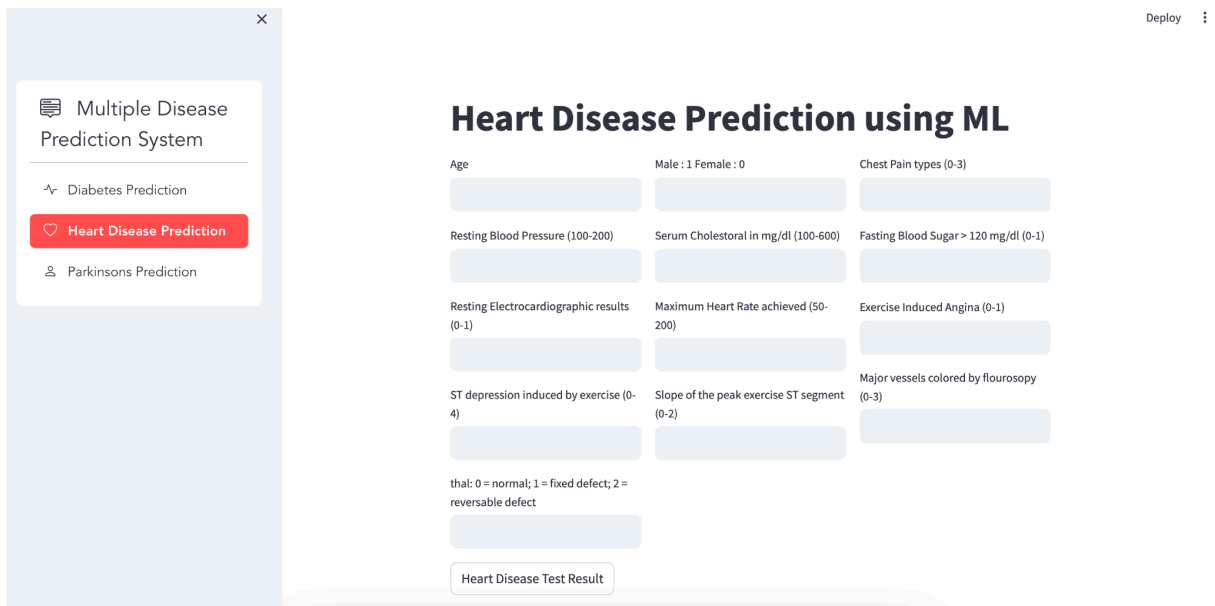 Deploy
Multiple Disease
Prediction System
Diabetes Prediction
Heart Disease Prediction
Parkinsons Prediction
Heart Disease Prediction using ML
Age
Male : 1 Female : 0
Chest Pain types (0-3)
Resting Blood Pressure (100-200)
Serum Cholestoral in mg/dl (100-600)
Fasting Blood Sugar > 120 mg/dl (0-1)
Resting Electrocardiographic results
(0-1)
Maximum Heart Rate achieved (50-
200)
Exercise Induced Angina (0-1)
ST depression induced by exercise (0-
4)
Slope of the peak exercise ST segment
(0-2)
Major vessels colored by flourosopy
(0-3)
thal: 0 = normal; 1 = fixed defect; 2 =
reversable defect
Heart Disease Test Result